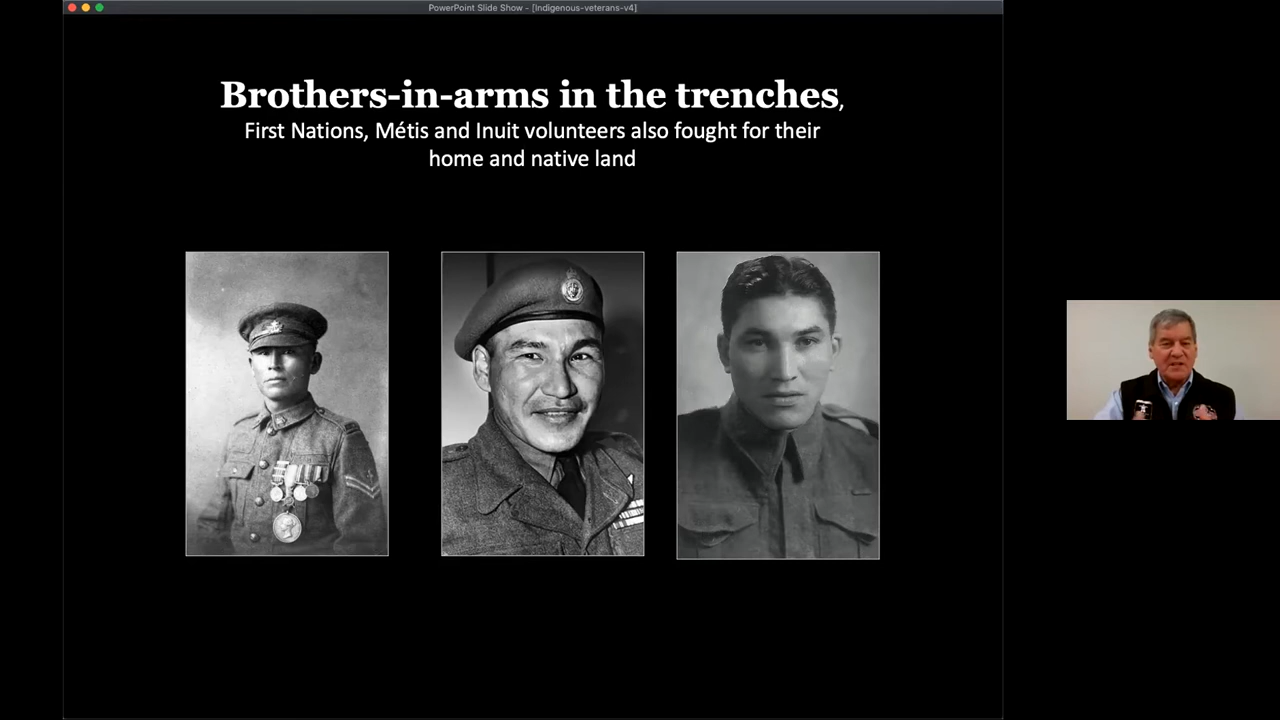 PowerPoint Slide Show - [Indigenous-veterans-v4]
Brothers-in-arms in the trenches,
First Nations, Métis and Inuit volunteers also fought for their
home and native land